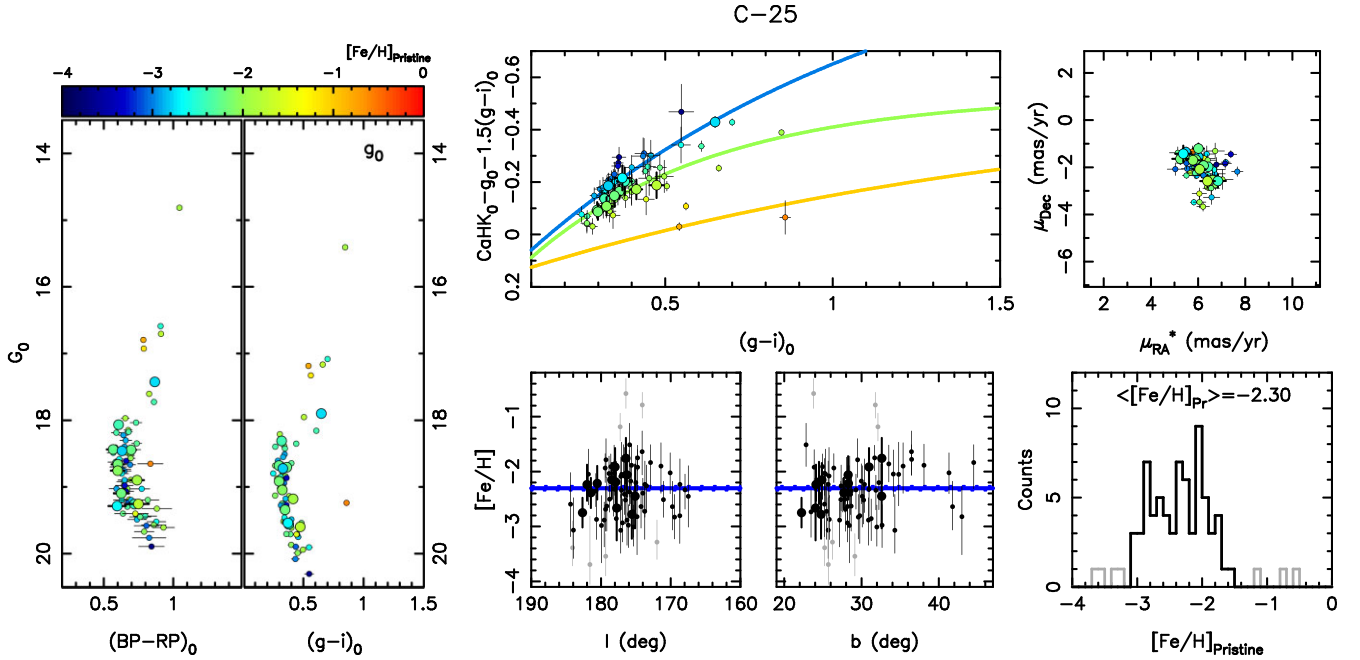 C-25
[Fe/H]Pristine
-4 -3 -2 -1 0
g0
14 16 18 20
G0
14 16 18 20
0.5 1
0.5 1 1.5
(BP-RP)0
(g-i)0
CaHK0-g0-1.5(g-i)0
-0.6 -0.4 -0.2 0 0.2
0.5 1 1.5
(g-i)0
μDec (mas/yr)
2 0 -2 -4 -6
2 4 6 8 10
μRA* (mas/yr)
[Fe/H]
-1 -2 -3 -4
190 180 170 160
l (deg)
20 30 40
b (deg)
<[Fe/H]Pr>=-2.30
Counts
10 5 0
-4 -3 -2 -1 0
[Fe/H]Pristine